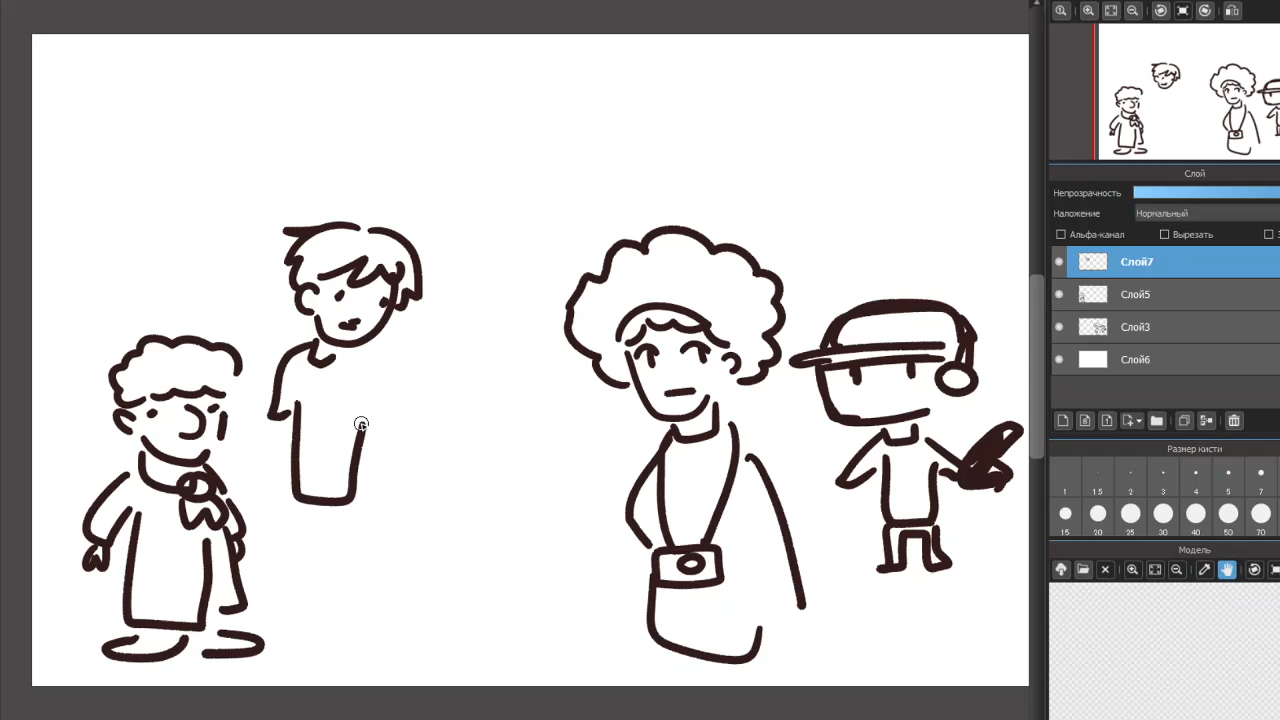 Слой
Непрозрачность
Наложение Нормальный
Альфа-канал Вырезать
Слой7
Слой5
Слой3
Слой6
Размер кисти
1 1.5 2 3 4 5 7
15 20 25 30 40 50 70
Модель